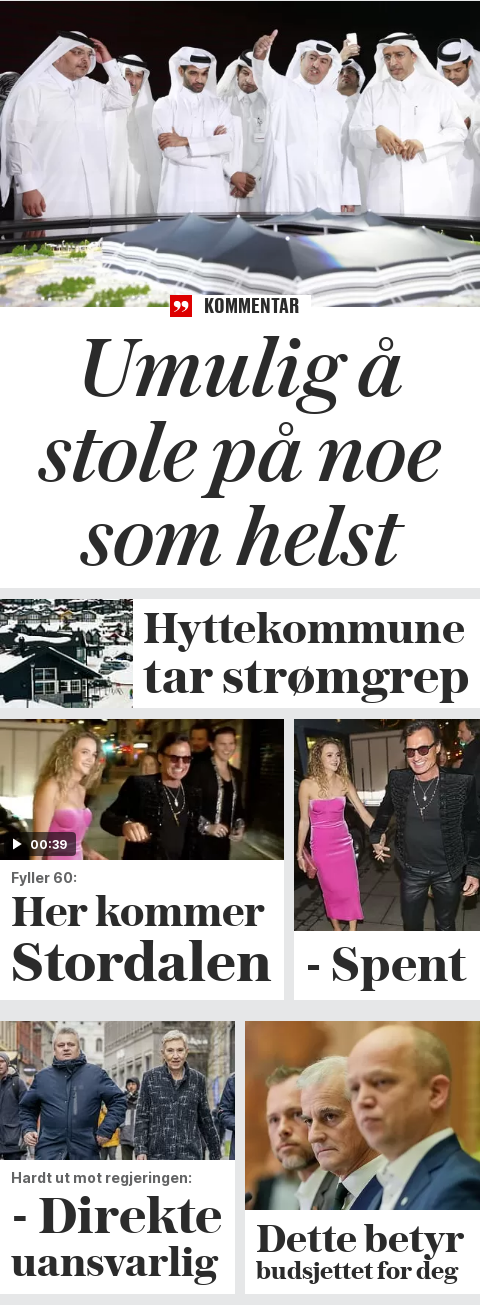 KOMMENTAR
Umulig å
stole på noe
som helst
Hyttekommune
tar strømgrep
00:39
Fyller 60:
Her kommer
Stordalen
- Spent
Hardt ut mot regjeringen:
- Direkte
uansvarlig
Dette betyr
budsjettet for deg